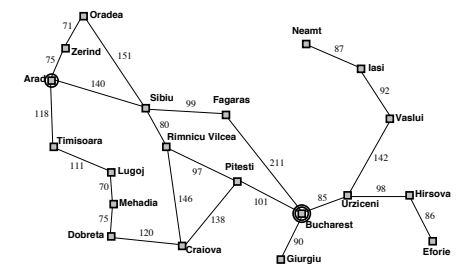 Oradea
71
Neamt
Zerind
87
151
75
Iasi
Arad
140
92
Sibiu
Fagaras
99
118
80
Vaslui
Rimnicu Vilcea
Timisoara
142
111
Pitesti
211
Lugoj
97
70
98
85
Hirsova
146
101
Urziceni
Mehadia
138
86
75
Bucharest
120
90
Dobreta
Craiova
Eforie
Giurgiu